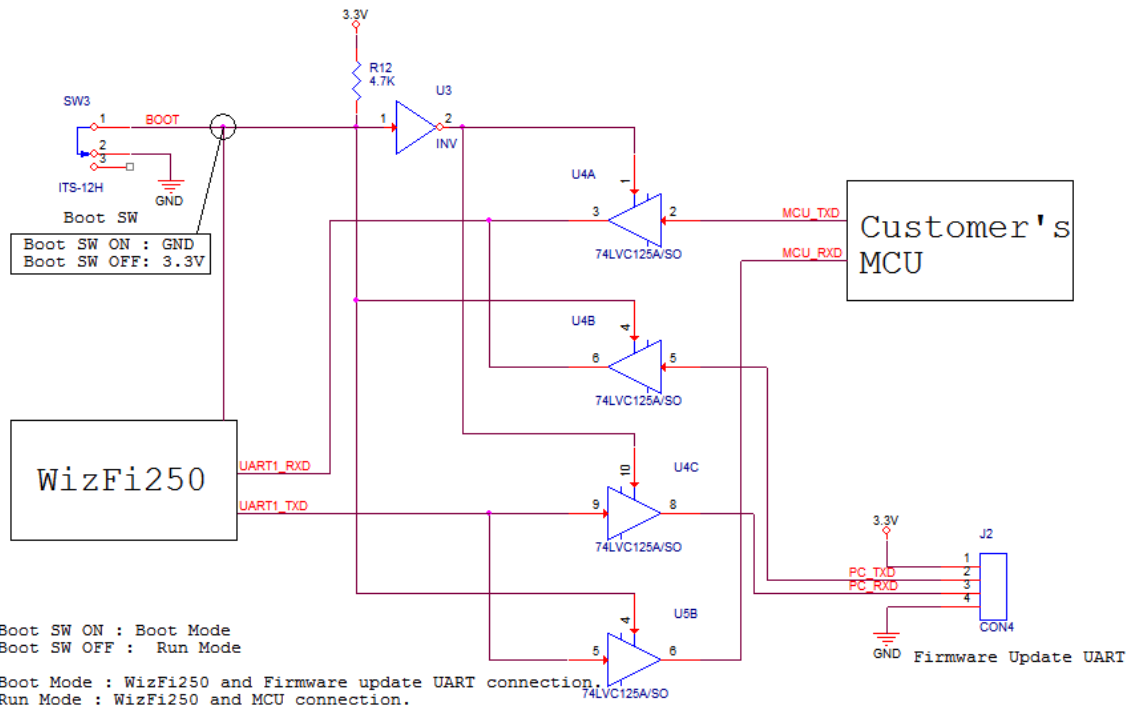 3.3V
R12
4.7K
U3
SW3
1
BOOT
1
2
INV
2
3
ITS-12H
GND
Boot SW
Boot SW ON : GND
Boot SW OFF: 3.3V
U4A
1
3
2
74LVC125A/SO
MCU_TXD
MCU_RXD
Customer's
MCU
U4B
4
6
5
74LVC125A/SO
WizFi250
UART1_RXD
UART1_TXD
10
U4C
9
8
74LVC125A/SO
3.3V
J2
1
PC_TXD
2
PC_RXD
3
4
CON4
GND
Firmware Update UART
4
U5B
5
6
74LVC125A/SO
Boot SW ON : Boot Mode
Boot SW OFF : Run Mode
Boot Mode : WizFi250 and Firmware update UART connection.
Run Mode : WizFi250 and MCU connection.